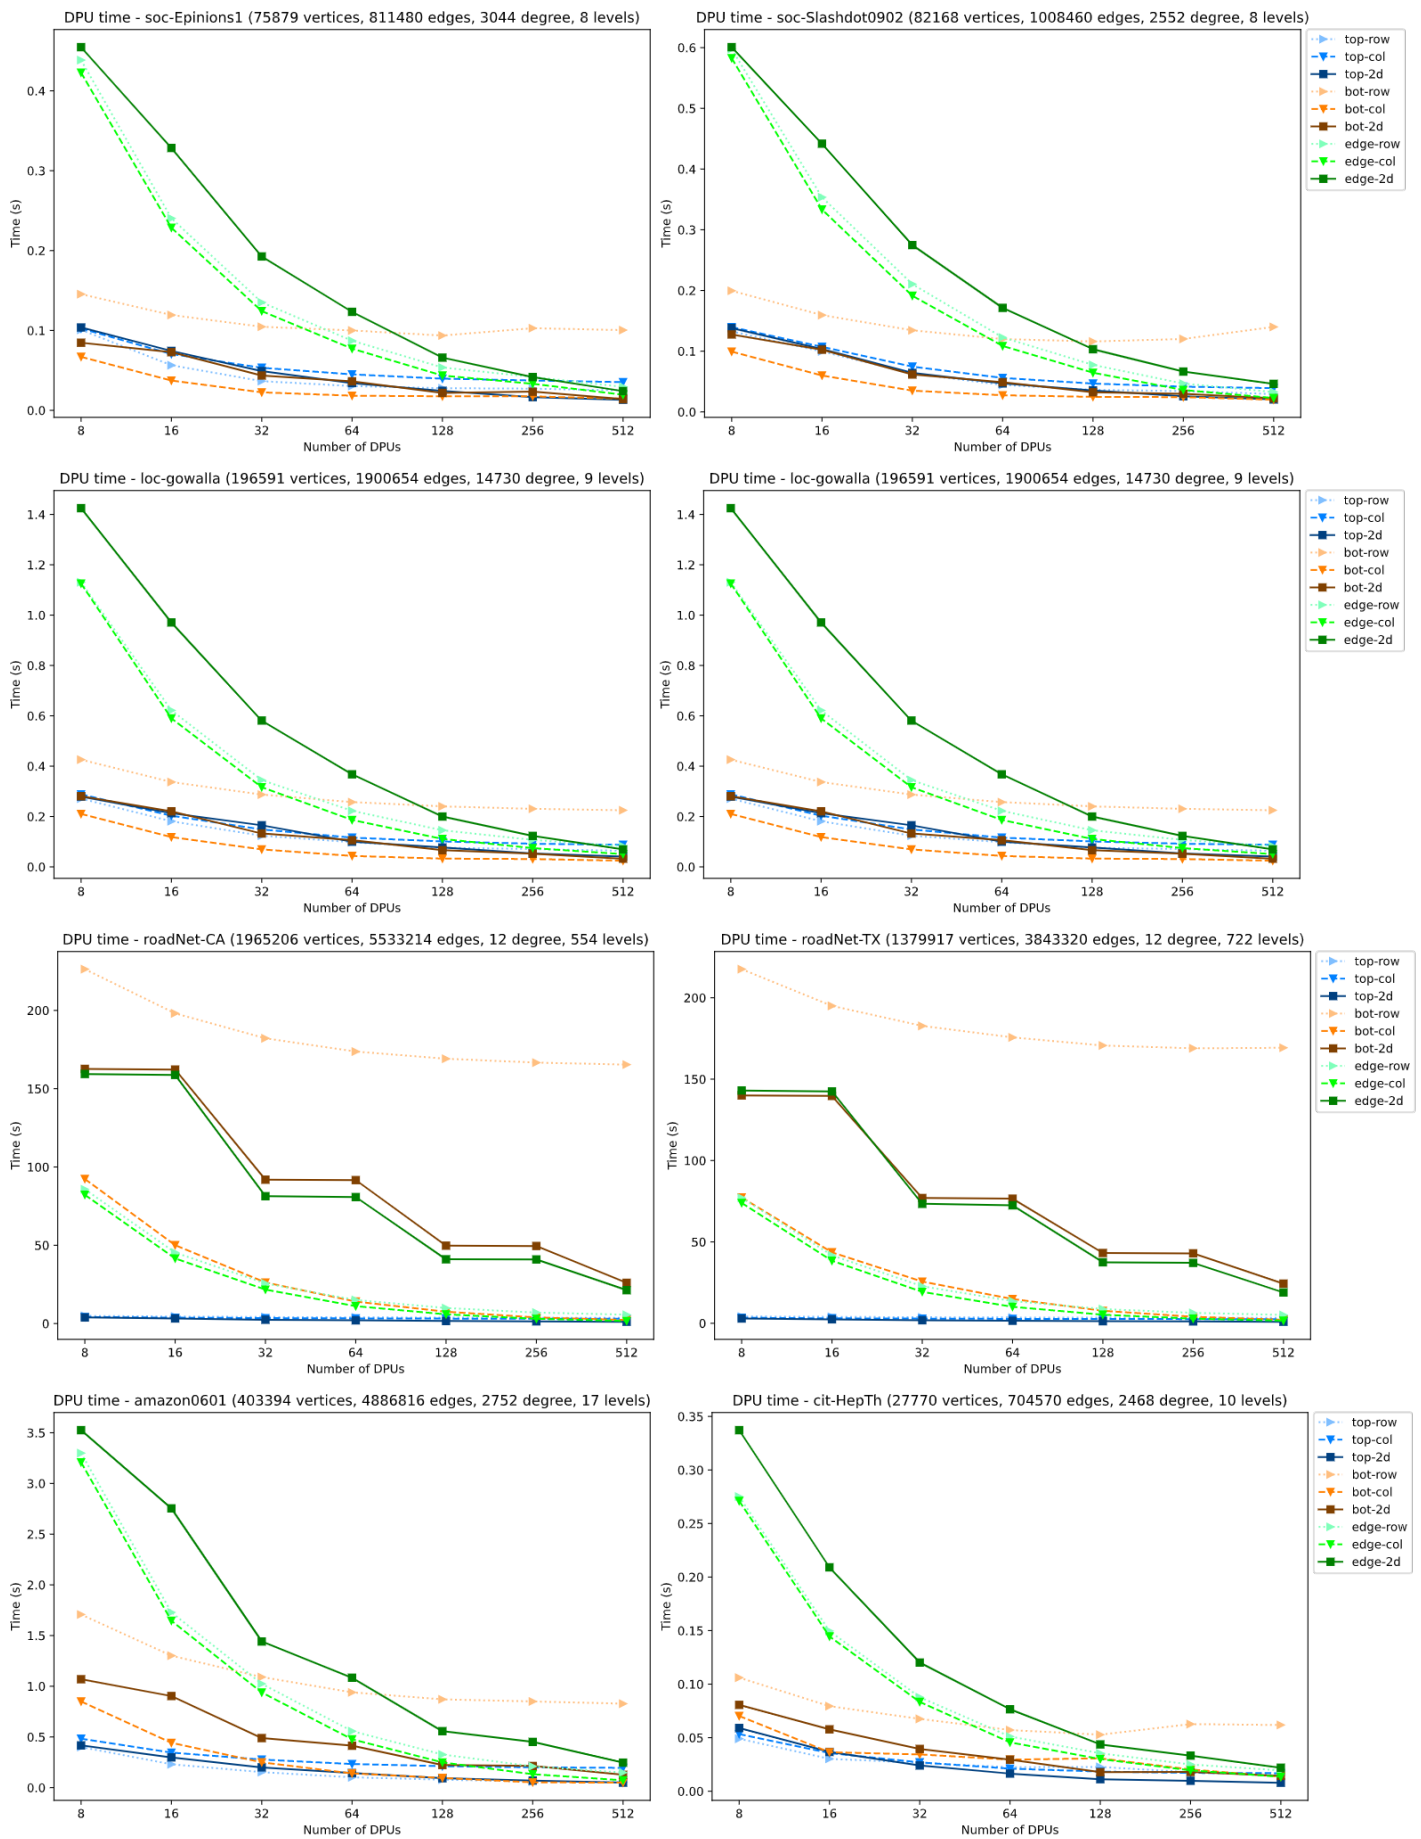 DPU time - soc-Epinions1 (75879 vertices, 811480 edges, 3044 degree, 8 levels)
Time (s)
0.4
0.3
0.2
0.1
0.0
8 16 32 64 128 256 512
Number of DPUs
DPU time - soc-Slashdot0902 (82168 vertices, 1008460 edges, 2552 degree, 8 levels)
Time (s)
0.6
0.5
0.4
0.3
0.2
0.1
0.0
8 16 32 64 128 256 512
Number of DPUs
top-row
top-col
top-2d
bot-row
bot-col
bot-2d
edge-row
edge-col
edge-2d
DPU time - loc-gowalla (196591 vertices, 1900654 edges, 14730 degree, 9 levels)
Time (s)
1.4
1.2
1.0
0.8
0.6
0.4
0.2
0.0
8 16 32 64 128 256 512
Number of DPUs
DPU time - loc-gowalla (196591 vertices, 1900654 edges, 14730 degree, 9 levels)
Time (s)
1.4
1.2
1.0
0.8
0.6
0.4
0.2
0.0
8 16 32 64 128 256 512
Number of DPUs
top-row
top-col
top-2d
bot-row
bot-col
bot-2d
edge-row
edge-col
edge-2d
DPU time - roadNet-CA (1965206 vertices, 5533214 edges, 12 degree, 554 levels)
Time (s)
200
150
100
50
0
8 16 32 64 128 256 512
Number of DPUs
DPU time - roadNet-TX (1379917 vertices, 3843320 edges, 12 degree, 722 levels)
Time (s)
200
150
100
50
0
8 16 32 64 128 256 512
Number of DPUs
top-row
top-col
top-2d
bot-row
bot-col
bot-2d
edge-row
edge-col
edge-2d
DPU time - amazon0601 (403394 vertices, 4886816 edges, 2752 degree, 17 levels)
Time (s)
3.5
3.0
2.5
2.0
1.5
1.0
0.5
0.0
8 16 32 64 128 256 512
Number of DPUs
DPU time - cit-HepTh (27770 vertices, 704570 edges, 2468 degree, 10 levels)
Time (s)
0.35
0.30
0.25
0.20
0.15
0.10
0.05
0.00
8 16 32 64 128 256 512
Number of DPUs
top-row
top-col
top-2d
bot-row
bot-col
bot-2d
edge-row
edge-col
edge-2d